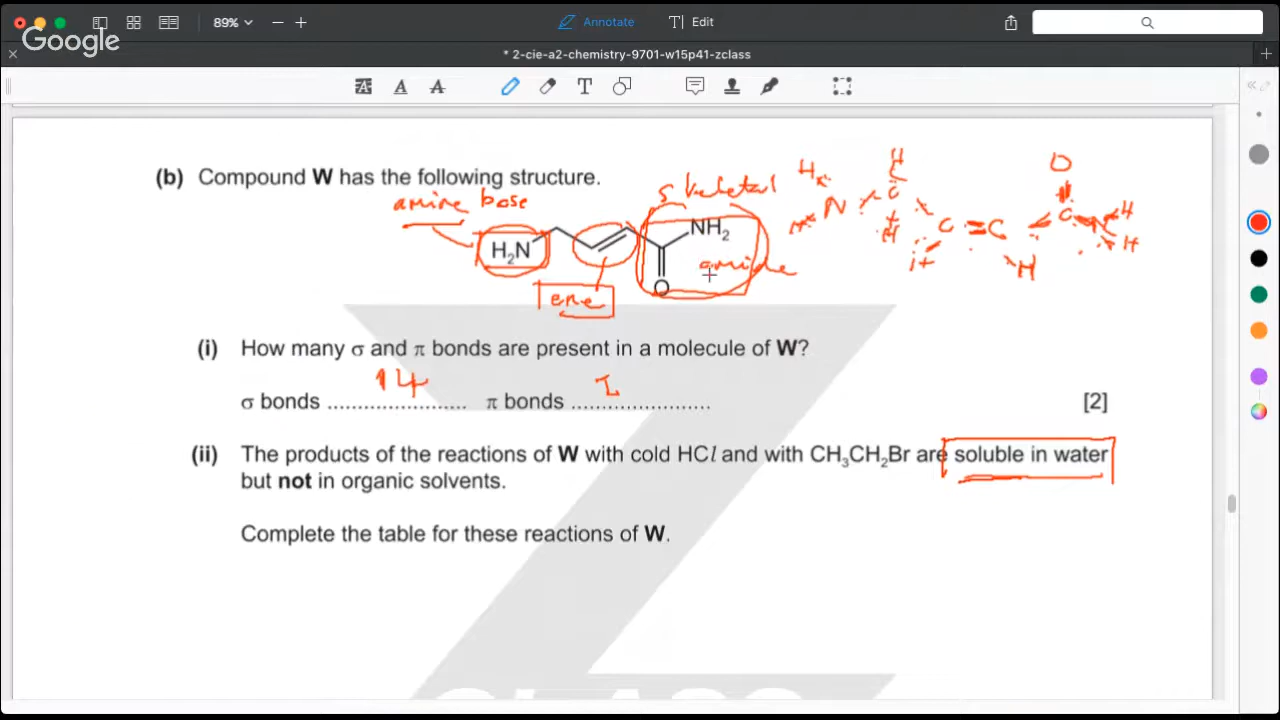 89%
Annotate
T| Edit
Google
* 2-cie-a2-chemistry-9701-w15p41-zclass
(b) Compound W has the following structure.
amine base
skeletal
H₂N
NH₂
O
amine
ene
H
H
O
N
C
C
H
H
C
C
N
H
H
H
H
(i) How many σ and π bonds are present in a molecule of W?
14
2
σ bonds ........................ π bonds ........................ [2]
(ii) The products of the reactions of W with cold HCl and with CH₃CH₂Br are soluble in water
but not in organic solvents.
Complete the table for these reactions of W.
CLASS